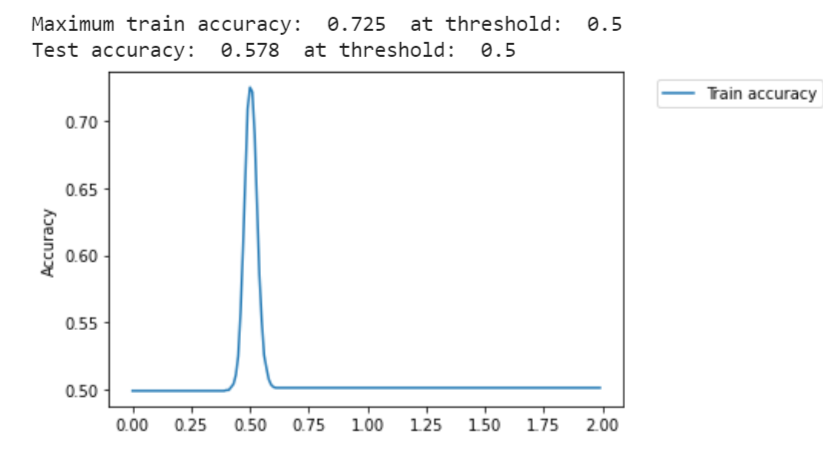 Maximum train accuracy:  0.725  at threshold:  0.5
Test accuracy:  0.578  at threshold:  0.5
Train accuracy
Accuracy
0.70
0.65
0.60
0.55
0.50
0.00 0.25 0.50 0.75 1.00 1.25 1.50 1.75 2.00